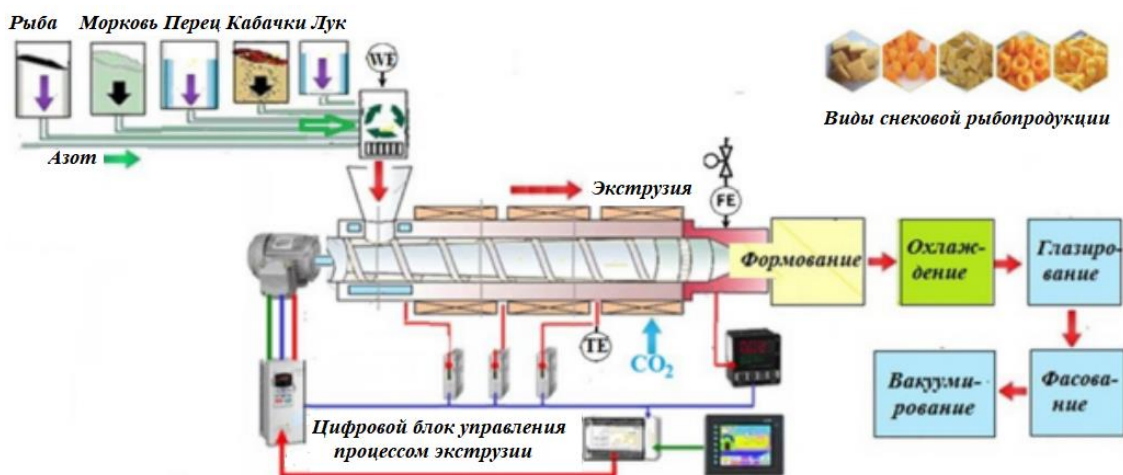 Рыба
Морковь
Перец
Кабачки
Лук
WE
Азот
Виды снековой рыбопродукции
Экструзия
FE
Формование
Охлаж-
дение
Глазиро-
вание
TE
CO₂
Вакууми-
рование
Фасова-
ние
Цифровой блок управления
процессом экструзии